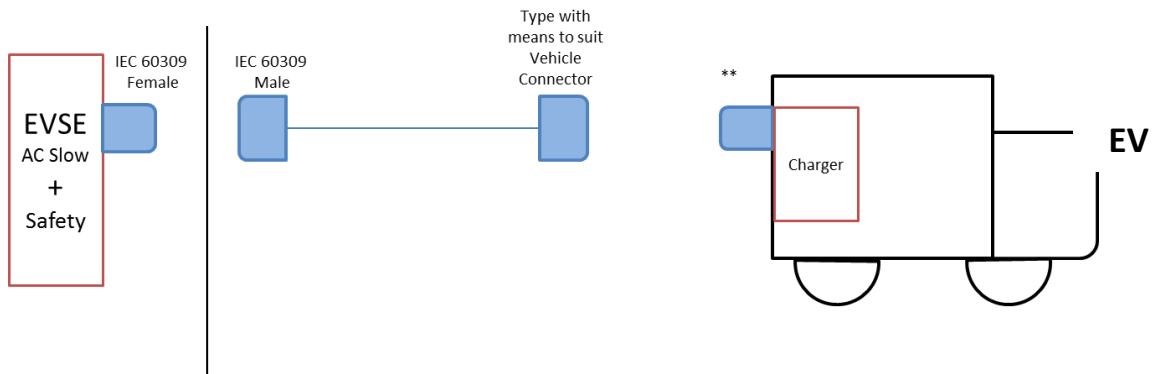 EVSE
AC Slow
+
Safety
IEC 60309
Female
IEC 60309
Male
Type with
means to suit
Vehicle
Connector
**
Charger
EV